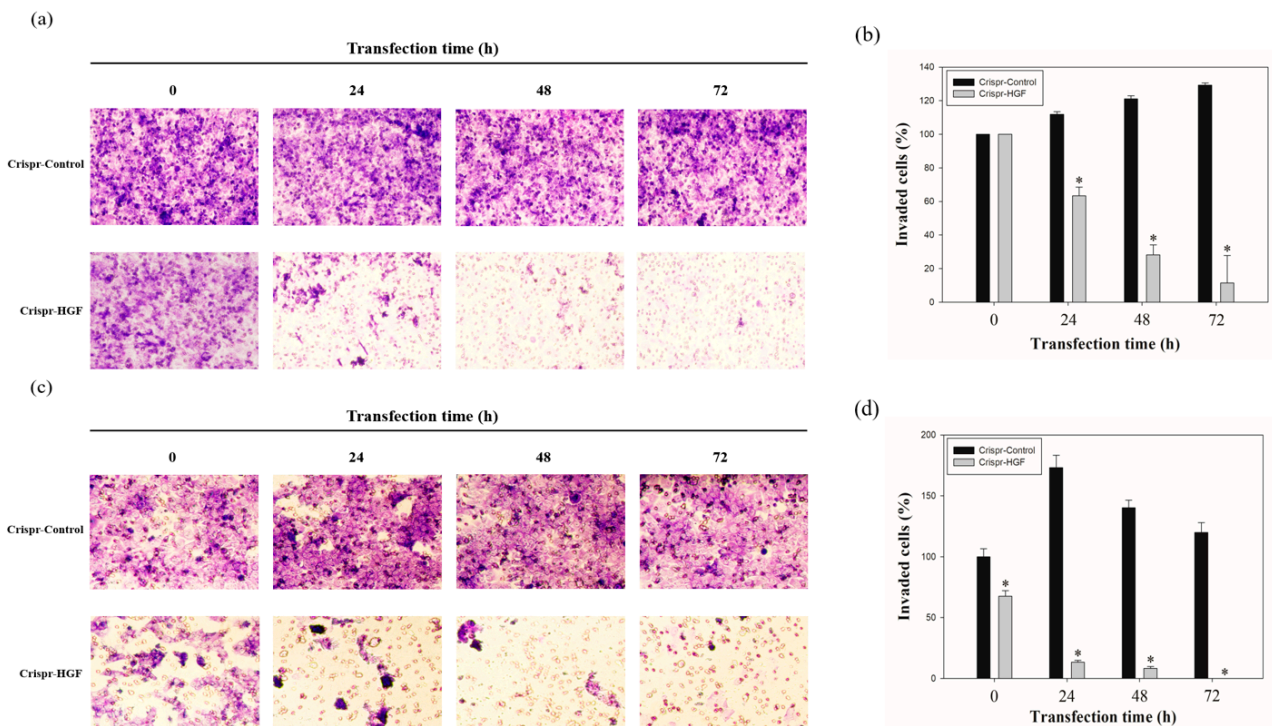 (a)
Transfection time (h)
0 24 48 72
Crispr-Control
Crispr-HGF
(b)
140
120
100
80
60
40
20
0
Invaded cells (%)
Crispr-Control
Crispr-HGF
*
*
*
0 24 48 72
Transfection time (h)
(c)
Transfection time (h)
0 24 48 72
Crispr-Control
Crispr-HGF
(d)
200
150
100
50
0
Invaded cells (%)
Crispr-Control
Crispr-HGF
*
*
*
*
0 24 48 72
Transfection time (h)